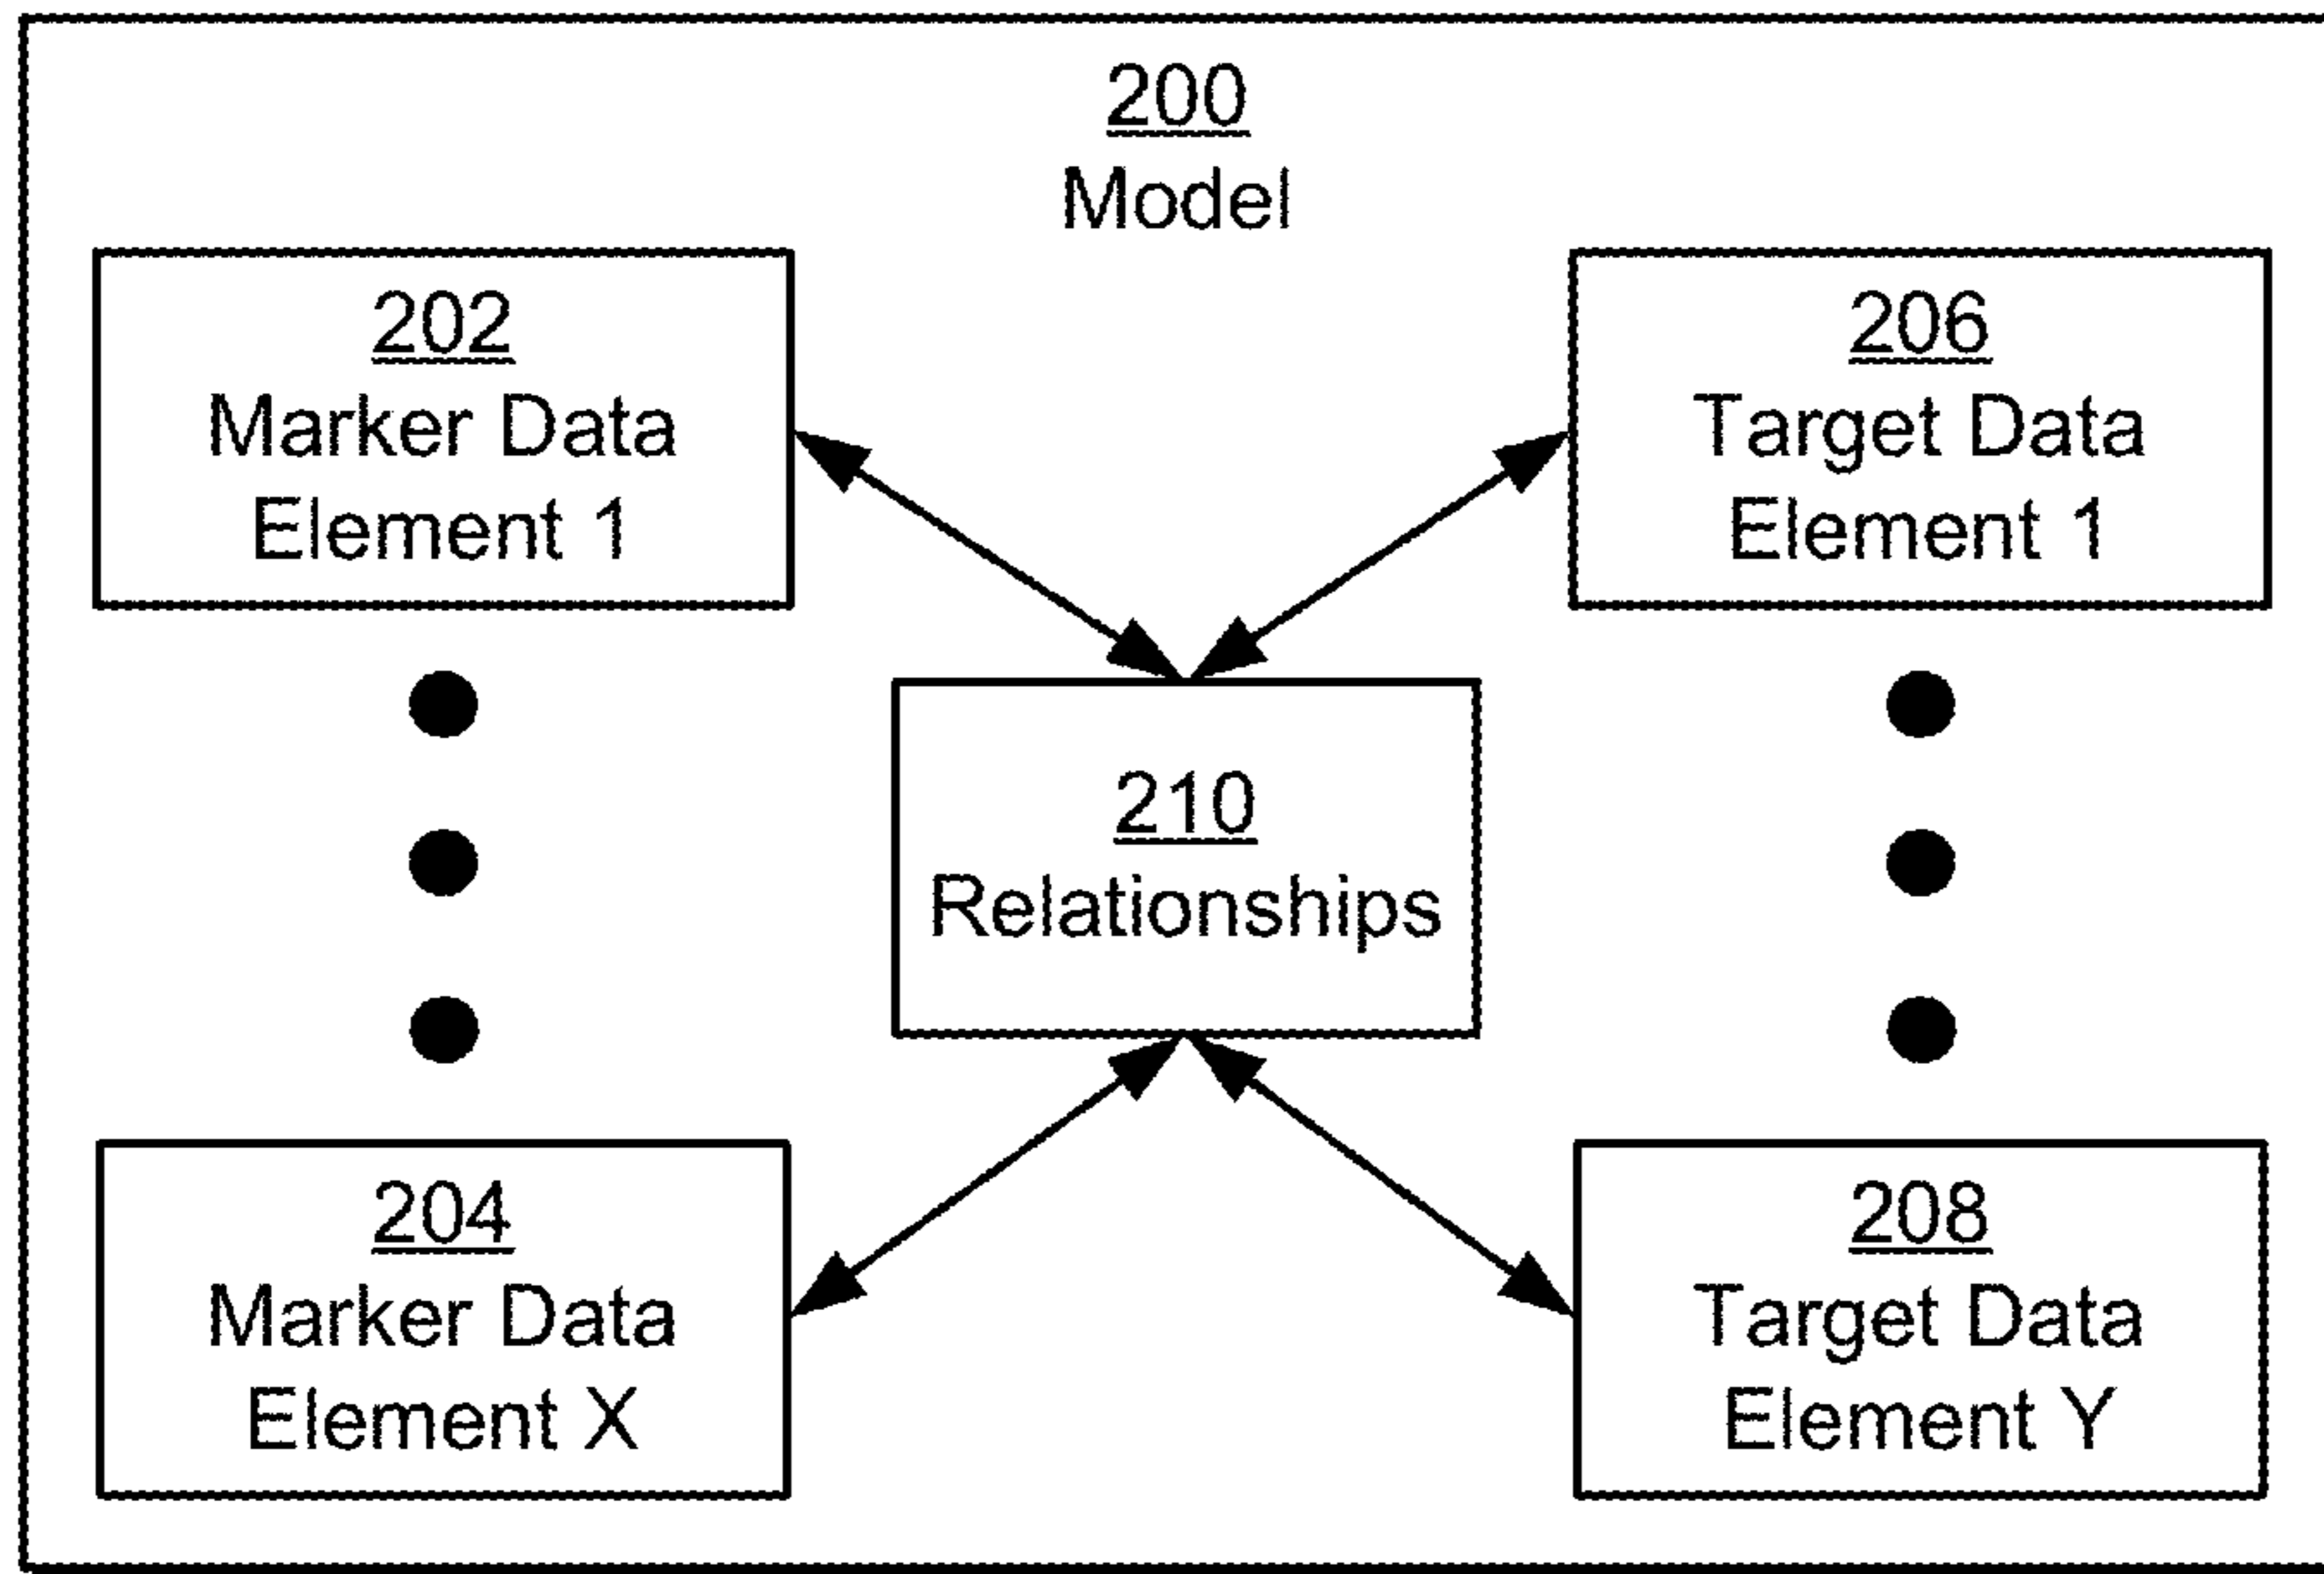 200
Model
202
Marker Data
Element 1
206
Target Data
Element 1
210
Relationships
204
Marker Data
Element X
208
Target Data
Element Y